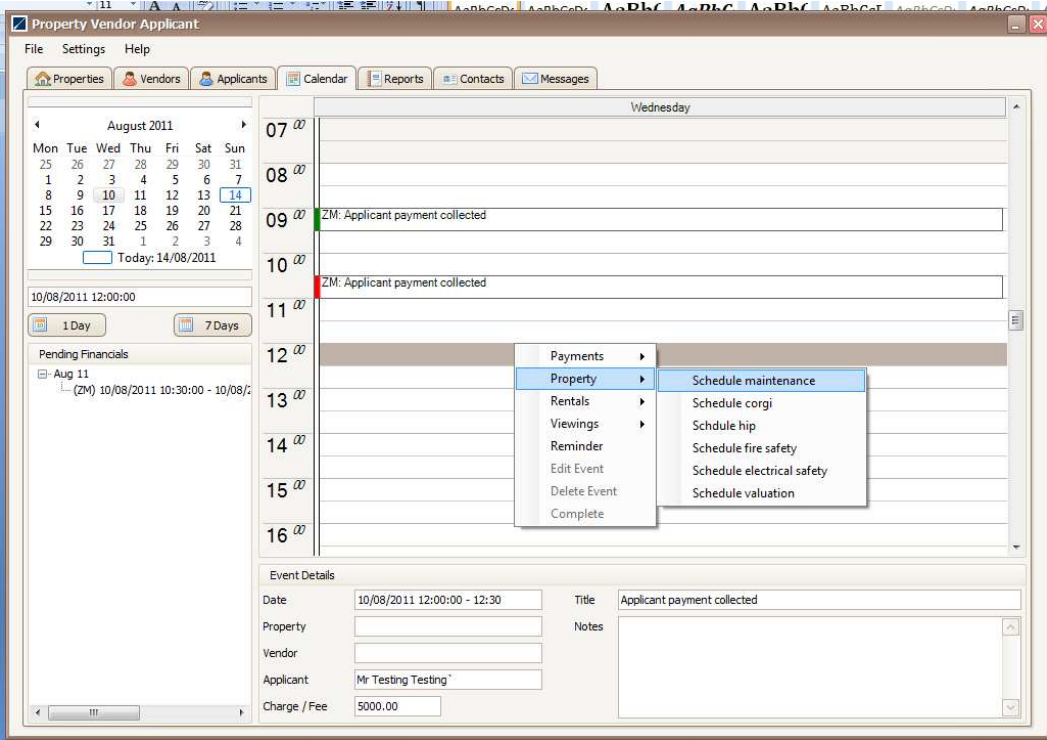 11 A A
AaBbCcDc AaBbCcDc AaBbC AaBbC AaBbC AaBbCcI AaBbCcDc AaBbCcDc
Property Vendor Applicant
File Settings Help
Properties Vendors Applicants Calendar Reports Contacts Messages
August 2011
Mon Tue Wed Thu Fri Sat Sun
25 26 27 28 29 30 31
1 2 3 4 5 6 7
8 9 10 11 12 13 14
15 16 17 18 19 20 21
22 23 24 25 26 27 28
29 30 31 1 2 3 4
Today: 14/08/2011
10/08/2011 12:00:00
1 Day 7 Days
Pending Financials
Aug 11
(ZM) 10/08/2011 10:30:00 - 10/08/2
Wednesday
07 00
08 00
09 00 ZM: Applicant payment collected
10 00
ZM: Applicant payment collected
11 00
12 00
13 00
14 00
15 00
16 00
Payments
Property
Rentals
Viewings
Reminder
Edit Event
Delete Event
Complete
Schedule maintenance
Schedule corgi
Schdule hip
Schedule fire safety
Schedule electrical safety
Schedule valuation
Event Details
Date 10/08/2011 12:00:00 - 12:30 Title Applicant payment collected
Property Notes
Vendor
Applicant Mr Testing Testing`
Charge / Fee 5000.00